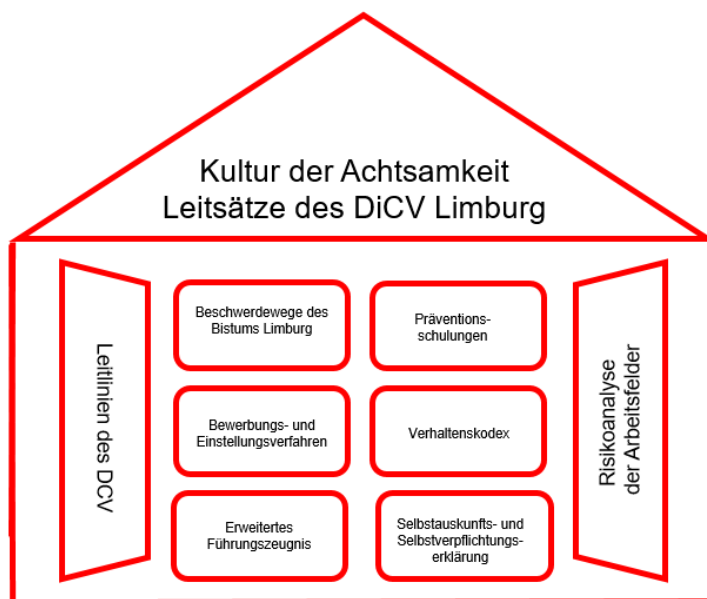 Kultur der Achtsamkeit
Leitsätze des DiCV Limburg
Leitlinien des DCV
Beschwerdewege des
Bistums Limburg
Präventions-
schulungen
Bewerbungs- und
Einstellungsverfahren
Verhaltenskodex
Erweitertes
Führungszeugnis
Selbstauskunfts- und
Selbstverpflichtungs-
erklärung
Risikoanalyse
der Arbeitsfelder